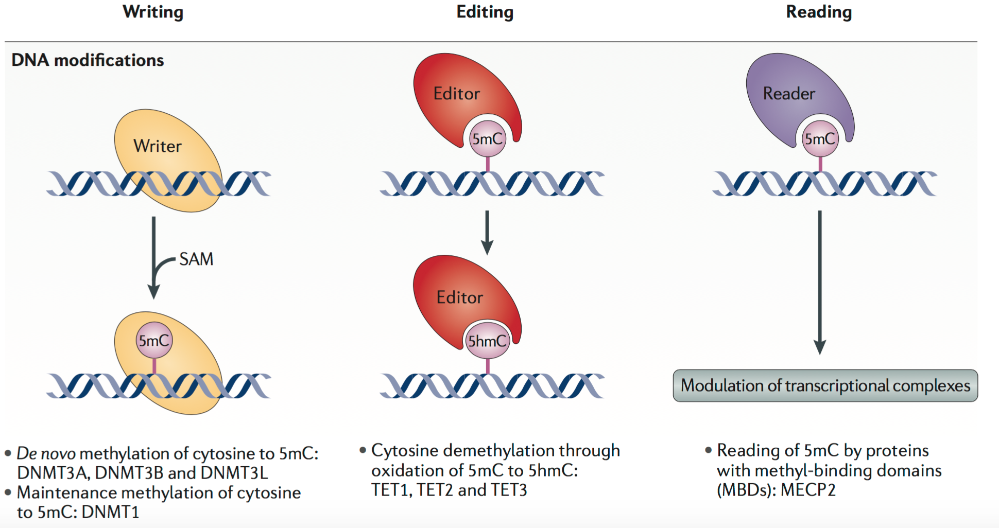 Writing
Editing
Reading
DNA modifications
Writer
SAM
5mC
Editor
5mC
Editor
5hmC
Reader
5mC
Modulation of transcriptional complexes
• De novo methylation of cytosine to 5mC:
DNMT3A, DNMT3B and DNMT3L
• Maintenance methylation of cytosine
to 5mC: DNMT1
• Cytosine demethylation through
oxidation of 5mC to 5hmC:
TET1, TET2 and TET3
• Reading of 5mC by proteins
with methyl-binding domains
(MBDs): MECP2